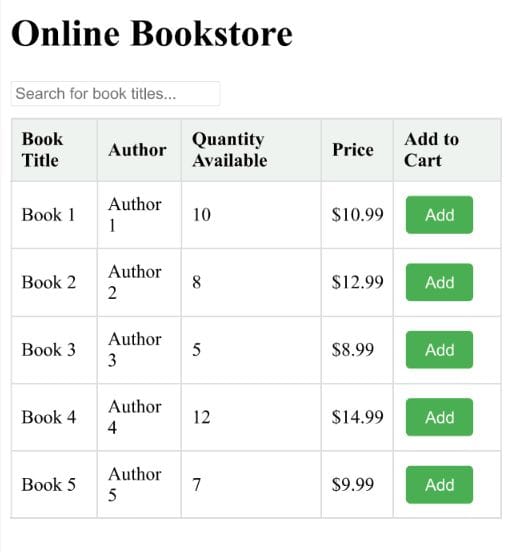 Online Bookstore
Search for book titles...
Book Title Author Quantity Available Price Add to Cart
Book 1 Author 1 10 $10.99 Add
Book 2 Author 2 8 $12.99 Add
Book 3 Author 3 5 $8.99 Add
Book 4 Author 4 12 $14.99 Add
Book 5 Author 5 7 $9.99 Add